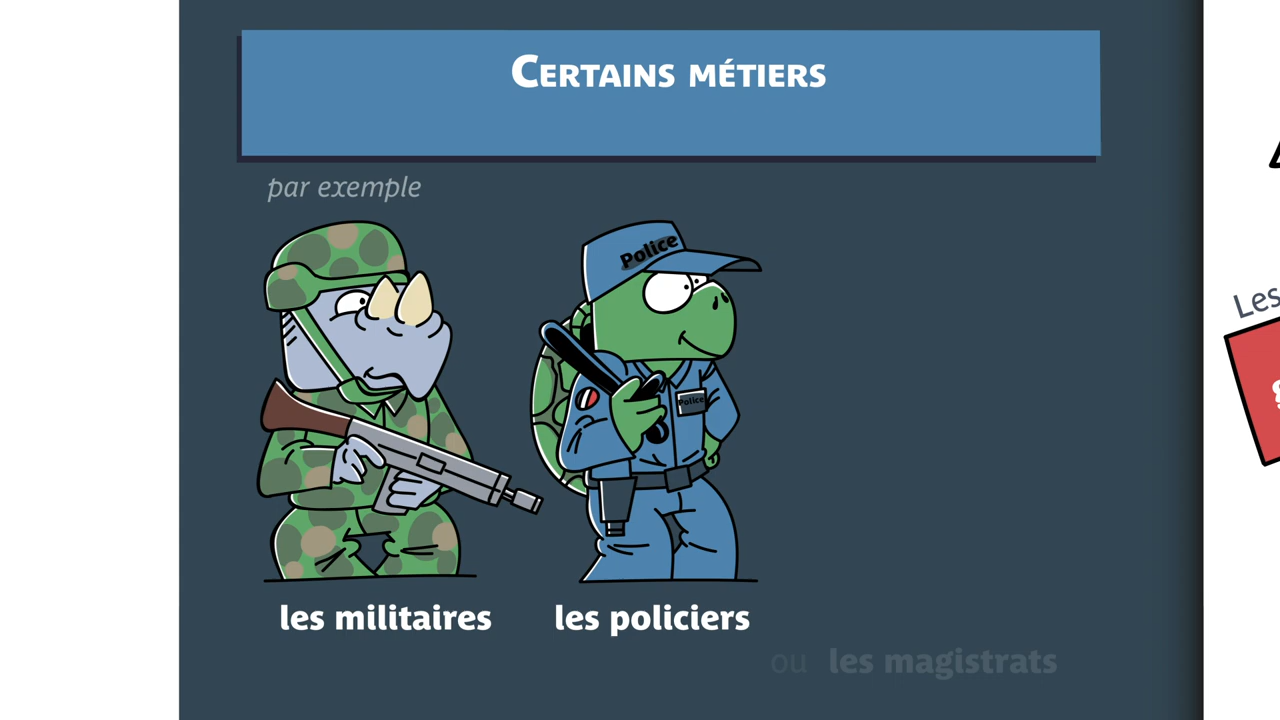 Certains métiers
par exemple
Police
Police
Les
les militaires
les policiers
ou les magistrats